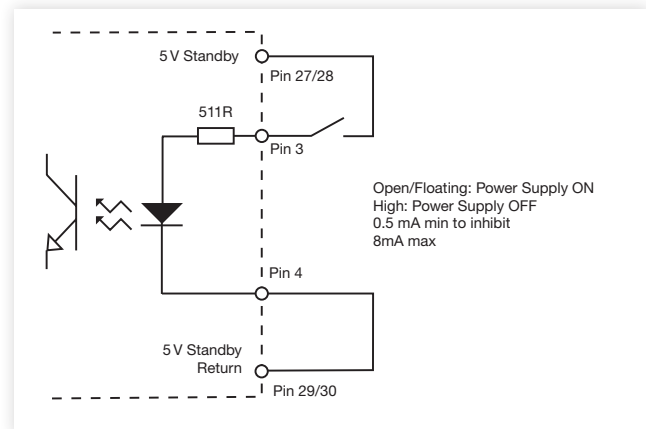 5 V Standby
Pin 27/28
511R
Pin 3
Open/Floating: Power Supply ON
High: Power Supply OFF
0.5 mA min to inhibit
8mA max
Pin 4
5 V Standby
Return
Pin 29/30